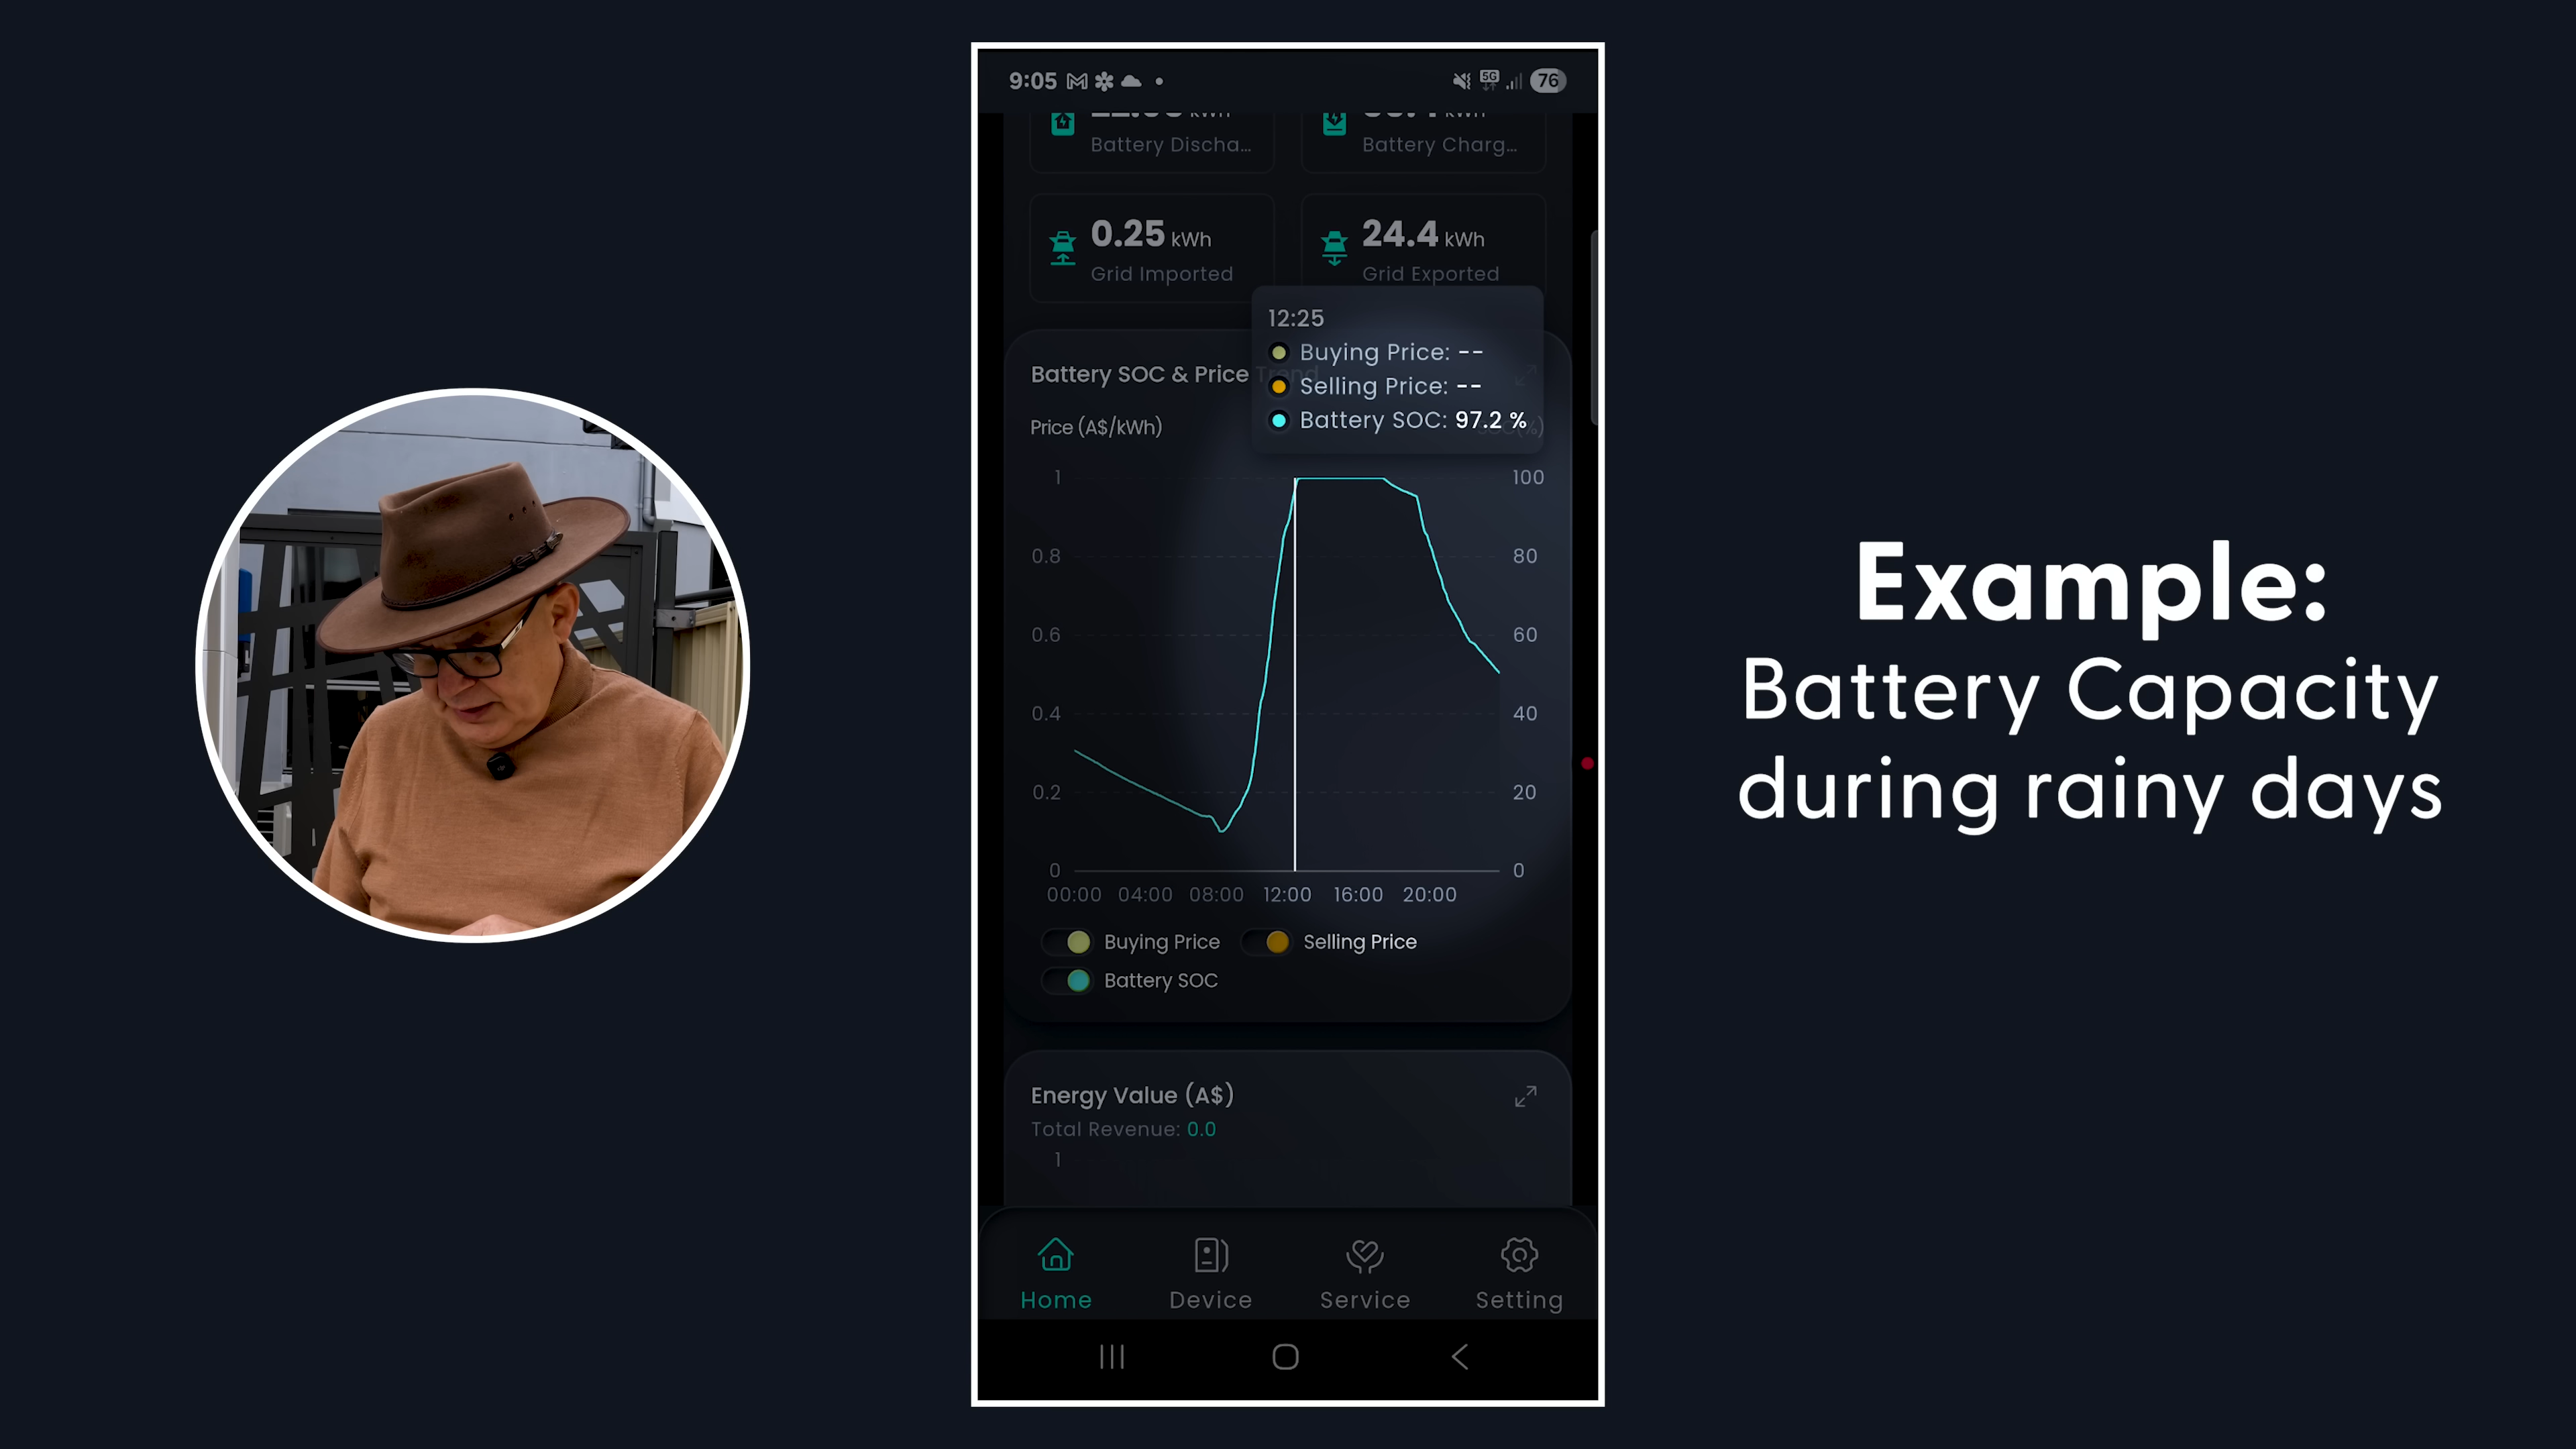 9:05
5G
76
kWh
kWh
Battery Discha...
Battery Charg...
0.25 kWh
Grid Imported
24.4 kWh
Grid Exported
12:25
Buying Price: --
Selling Price: --
Battery SOC: 97.2 %
Battery SOC & Price Trend
Price (A$/kWh)
1
0.8
0.6
0.4
0.2
0
100
80
60
40
20
0
00:00 04:00 08:00 12:00 16:00 20:00
Buying Price
Selling Price
Battery SOC
Energy Value (A$)
Total Revenue: 0.0
1
Home
Device
Service
Setting
Example:
Battery Capacity
during rainy days